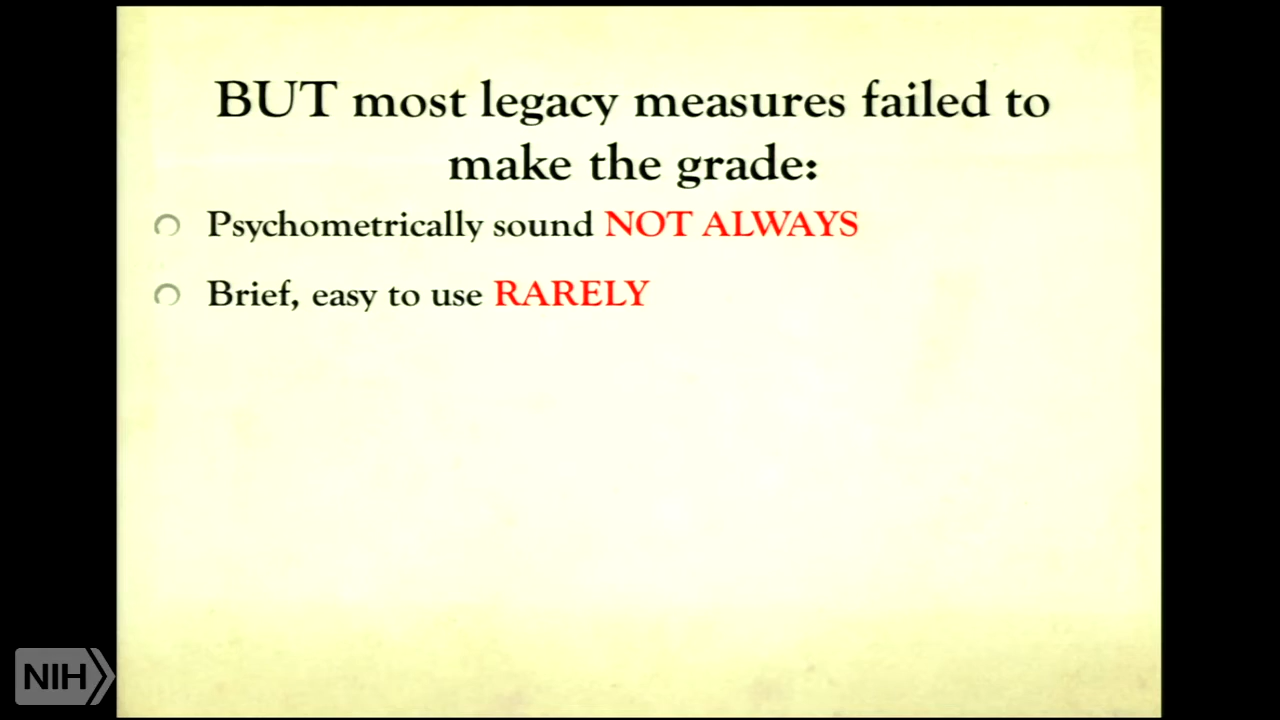 BUT most legacy measures failed to
make the grade:
Psychometrically sound NOT ALWAYS
Brief, easy to use RARELY
NIH